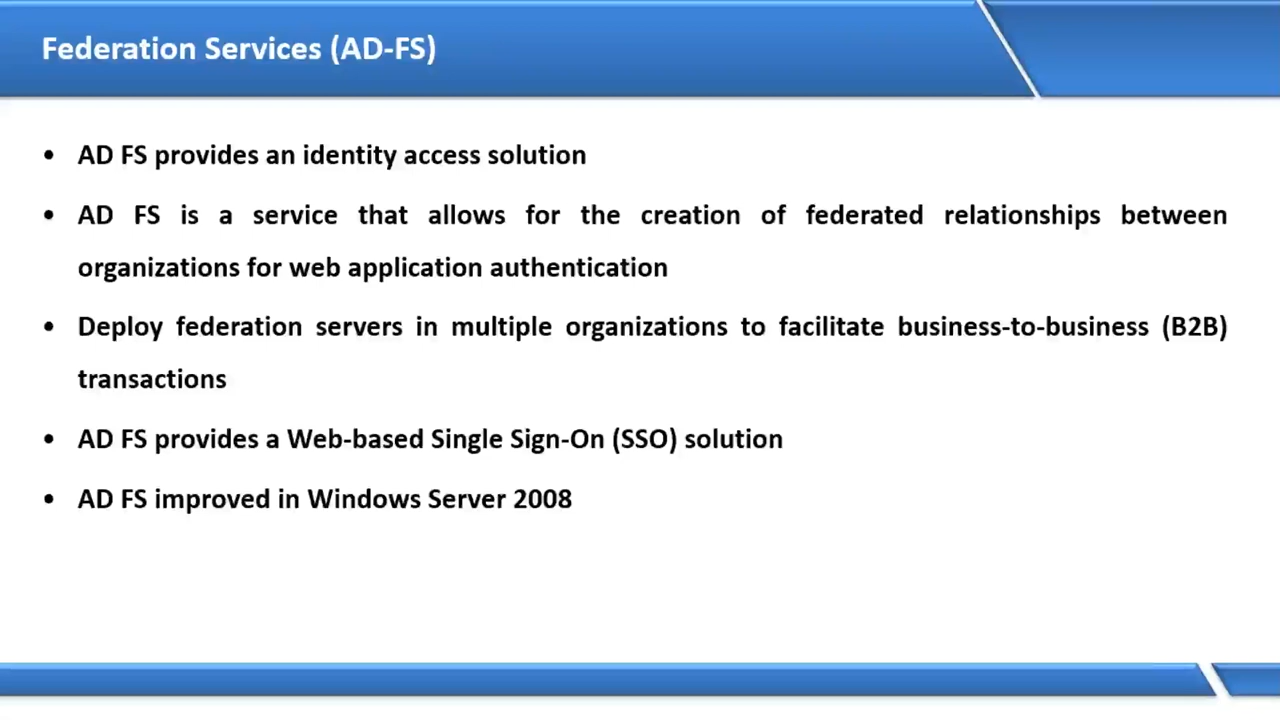 Federation Services (AD-FS)
• AD FS provides an identity access solution
• AD FS is a service that allows for the creation of federated relationships between
organizations for web application authentication
• Deploy federation servers in multiple organizations to facilitate business-to-business (B2B)
transactions
• AD FS provides a Web-based Single Sign-On (SSO) solution
• AD FS improved in Windows Server 2008